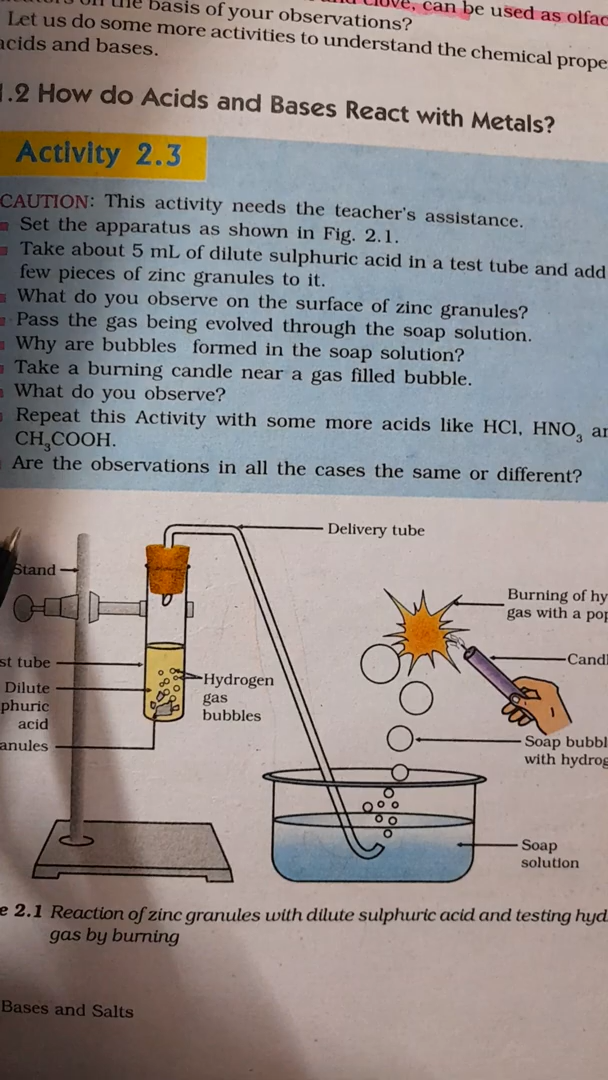 the basis of your observations?
clove, can be used as olfac
Let us do some more activities to understand the chemical prope
acids and bases.
.2 How do Acids and Bases React with Metals?
Activity 2.3
CAUTION: This activity needs the teacher's assistance.
Set the apparatus as shown in Fig. 2.1.
Take about 5 mL of dilute sulphuric acid in a test tube and add
few pieces of zinc granules to it.
What do you observe on the surface of zinc granules?
Pass the gas being evolved through the soap solution.
Why are bubbles formed in the soap solution?
Take a burning candle near a gas filled bubble.
What do you observe?
Repeat this Activity with some more acids like HCl, HNO₃ an
CH₃COOH.
Are the observations in all the cases the same or different?
Delivery tube
Stand
Burning of hy
gas with a pop
st tube
Candl
Dilute
phuric
acid
Hydrogen
gas
bubbles
anules
Soap bubbl
with hydrog
Soap
solution
e 2.1 Reaction of zinc granules with dilute sulphuric acid and testing hyd
gas by burning
Bases and Salts